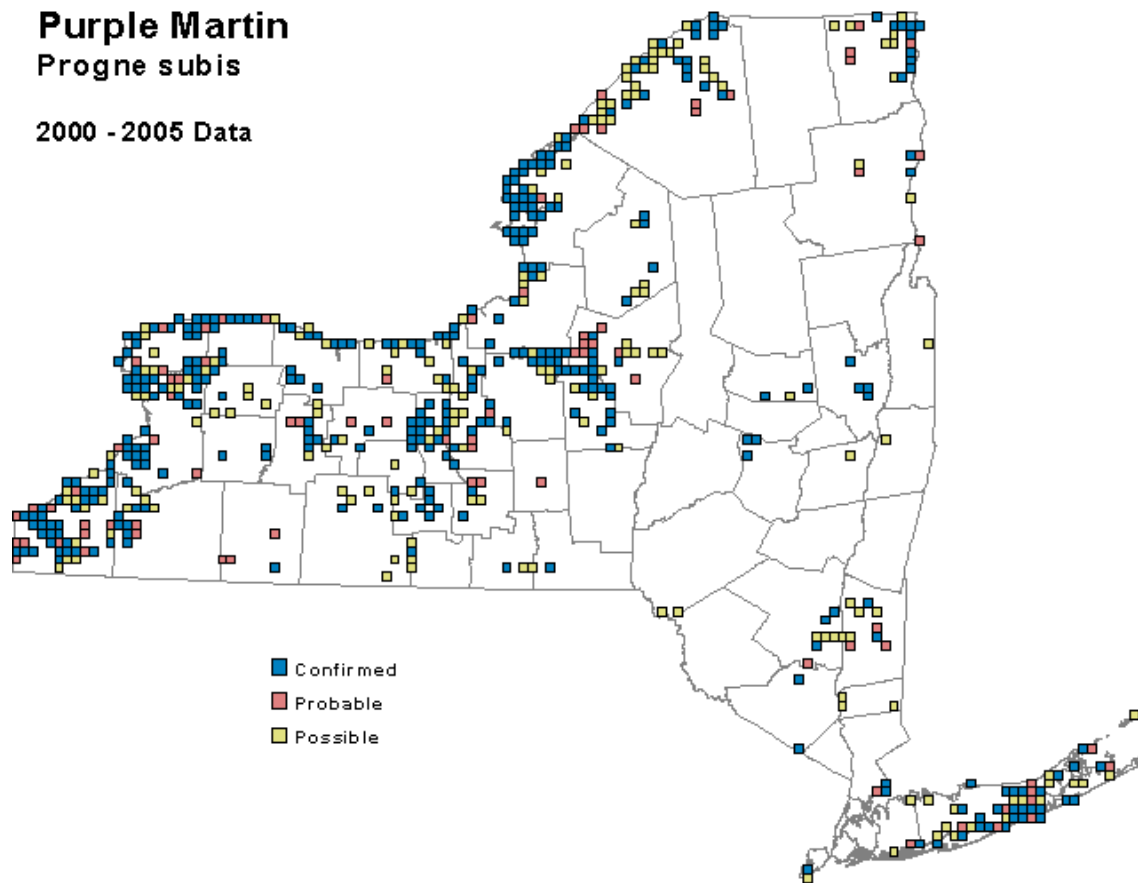 Purple Martin
Progne subis
2000 - 2005 Data
Confirmed
Probable
Possible